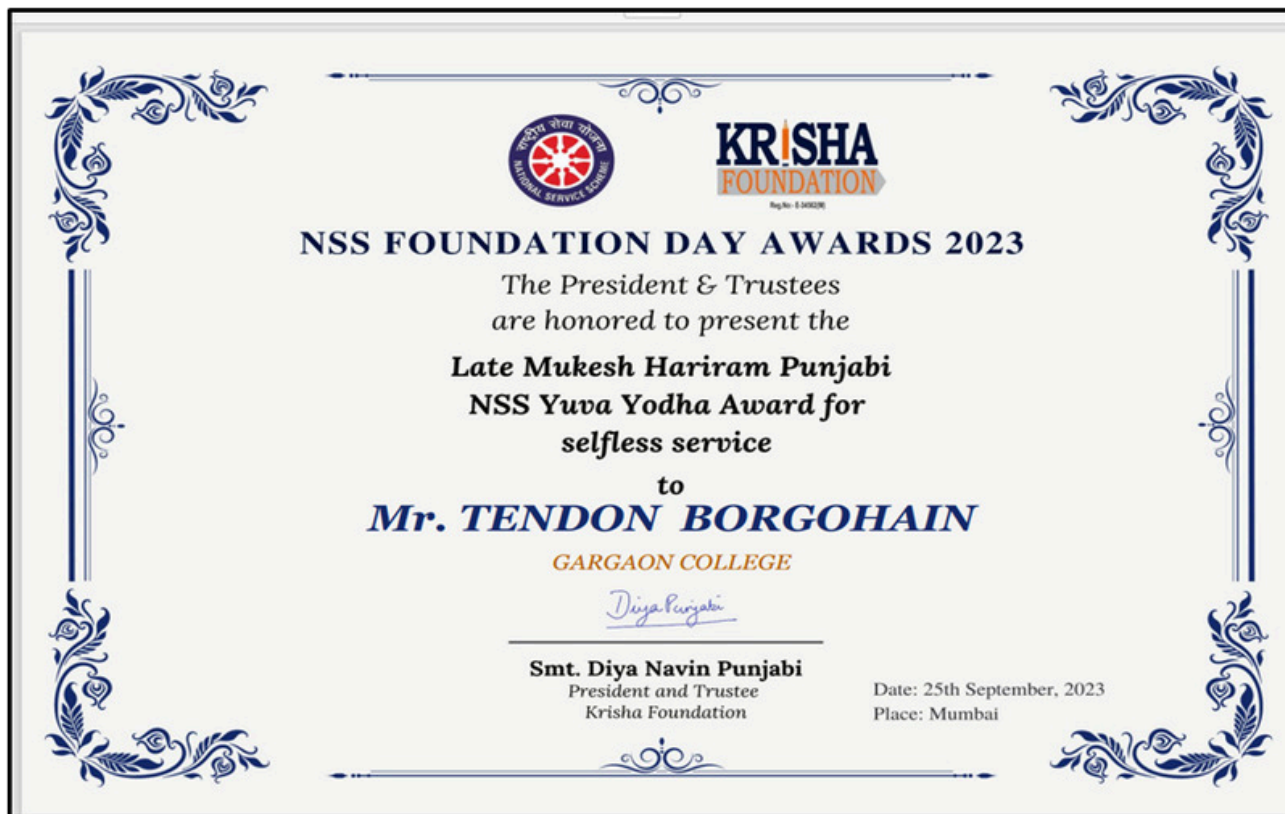 राष्ट्रीय सेवा योजना
NATIONAL SERVICE SCHEME
KRISHA
FOUNDATION
NSS FOUNDATION DAY AWARDS 2023
The President & Trustees
are honored to present the
Late Mukesh Hariram Punjabi
NSS Yuva Yodha Award for
selfless service
to
Mr. TENDON BORGOHAIN
GARGAON COLLEGE
Diya Punjabi
Smt. Diya Navin Punjabi
President and Trustee
Krisha Foundation
Date: 25th September, 2023
Place: Mumbai